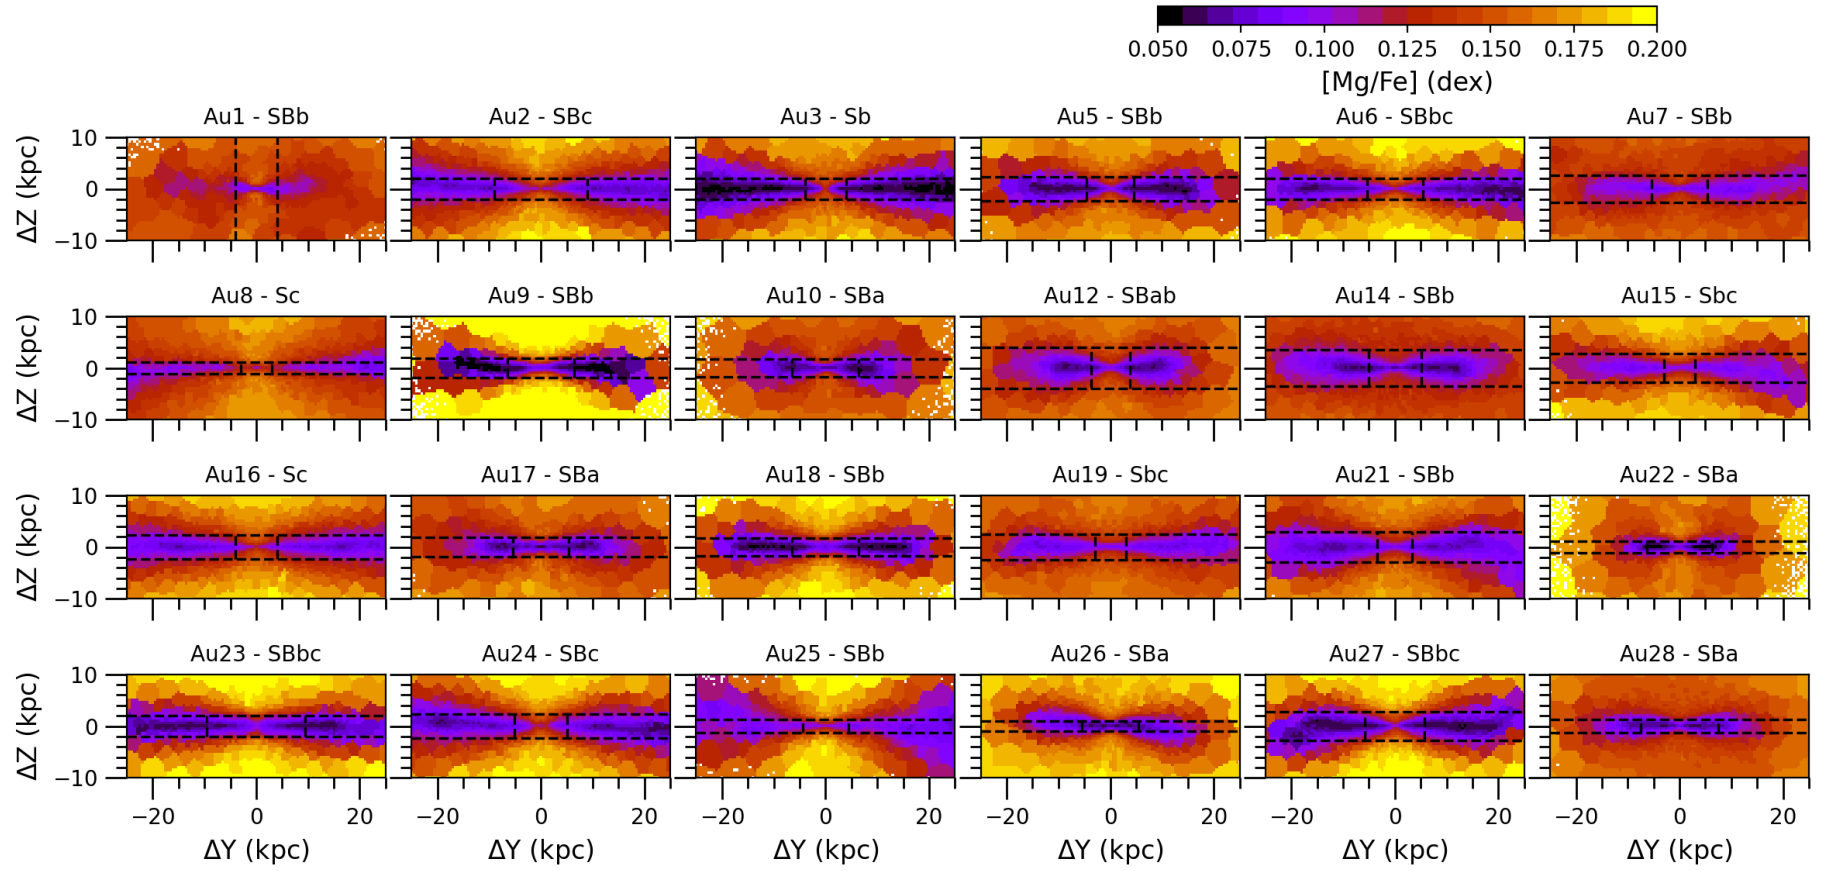 0.050 0.075 0.100 0.125 0.150 0.175 0.200
[Mg/Fe] (dex)
Au1 - SBb Au2 - SBc Au3 - Sb Au5 - SBb Au6 - SBbc Au7 - SBb
10
0
−10
ΔZ (kpc)
Au8 - Sc Au9 - SBb Au10 - SBa Au12 - SBab Au14 - SBb Au15 - Sbc
10
0
−10
ΔZ (kpc)
Au16 - Sc Au17 - SBa Au18 - SBb Au19 - Sbc Au21 - SBb Au22 - SBa
10
0
−10
ΔZ (kpc)
Au23 - SBbc Au24 - SBc Au25 - SBb Au26 - SBa Au27 - SBbc Au28 - SBa
10
0
−10
ΔZ (kpc)
−20 0 20 −20 0 20 −20 0 20 −20 0 20 −20 0 20 −20 0 20
ΔY (kpc) ΔY (kpc) ΔY (kpc) ΔY (kpc) ΔY (kpc) ΔY (kpc)